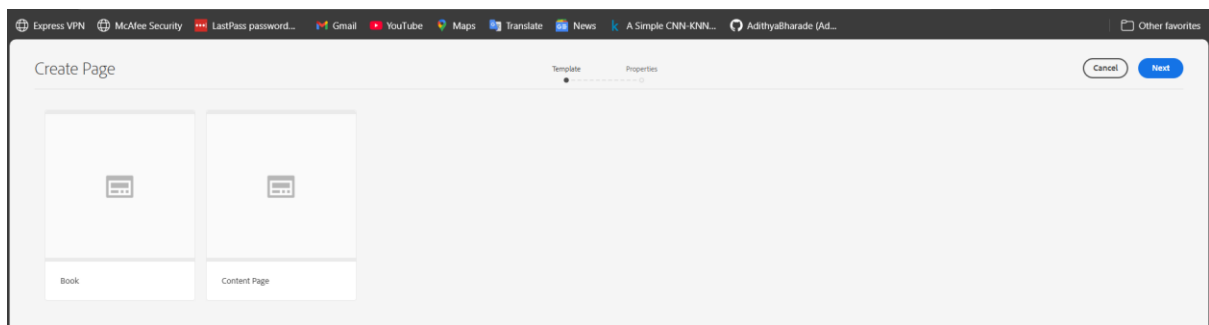 Express VPN McAfee Security LastPass password... Gmail YouTube Maps Translate News A Simple CNN-KNN... AdithyaBharade (Ad... Other favorites
Create Page Template Properties Cancel Next
Book Content Page